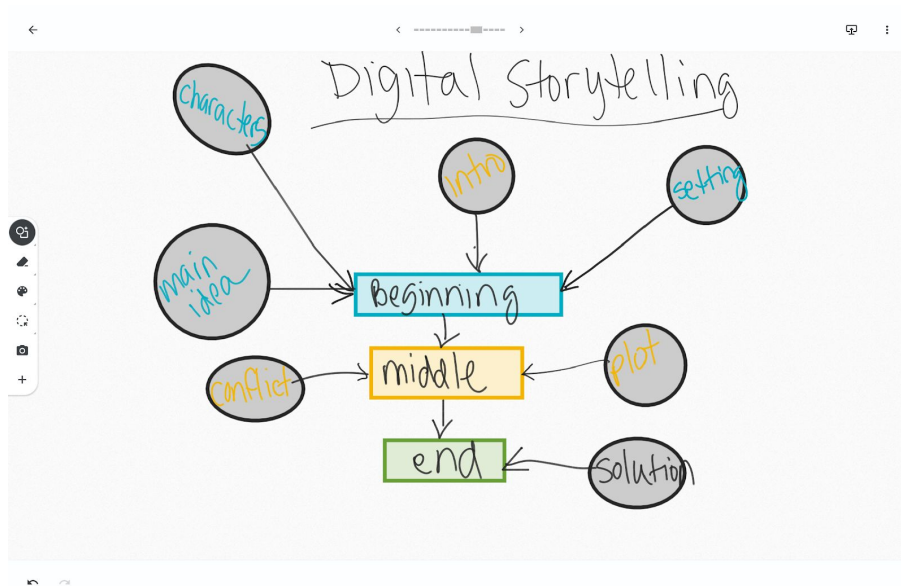 Digital Storytelling
characters
intro
setting
main
idea
Beginning
middle
conflict
plot
end
solution